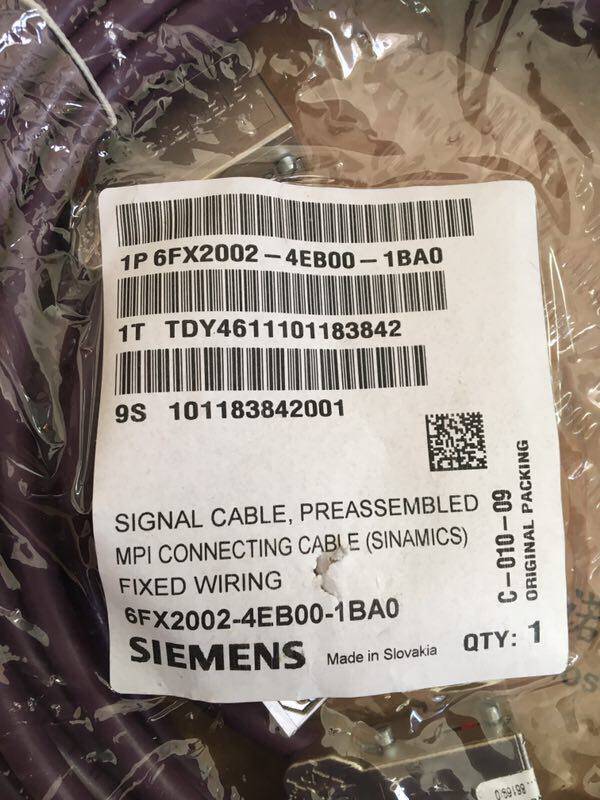 1P 6FX2002-4EB00-1BA0
1T TDY4611101183842
9S 101183842001
SIGNAL CABLE, PREASSEMBLED
MPI CONNECTING CABLE (SINAMICS)
FIXED WIRING
6FX2002-4EB00-1BA0
SIEMENS
Made in Slovakia
QTY: 1
C-010-09
ORIGINAL PACKING